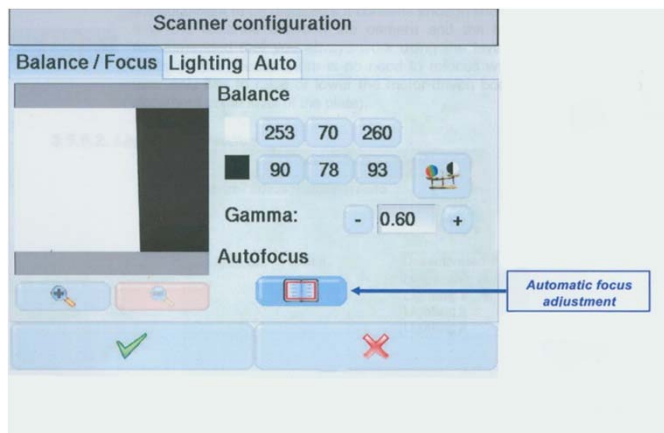 Scanner configuration
Balance / Focus Lighting Auto
Balance
253 70 260
90 78 93
Gamma: - 0.60 +
Autofocus
Automatic focus
adjustment